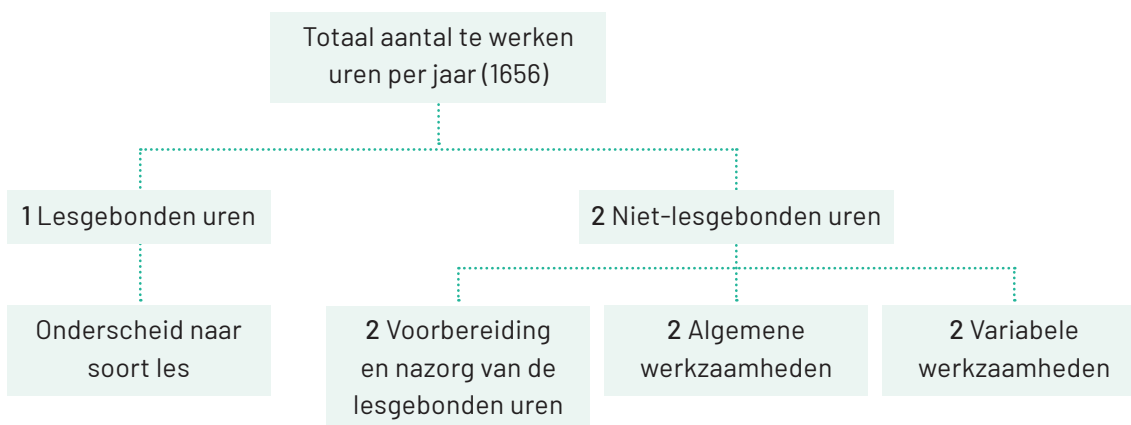 Totaal aantal te werken
uren per jaar (1656)
1 Lesgebonden uren
2 Niet-lesgebonden uren
Onderscheid naar
soort les
2 Voorbereiding
en nazorg van de
lesgebonden uren
2 Algemene
werkzaamheden
2 Variabele
werkzaamheden